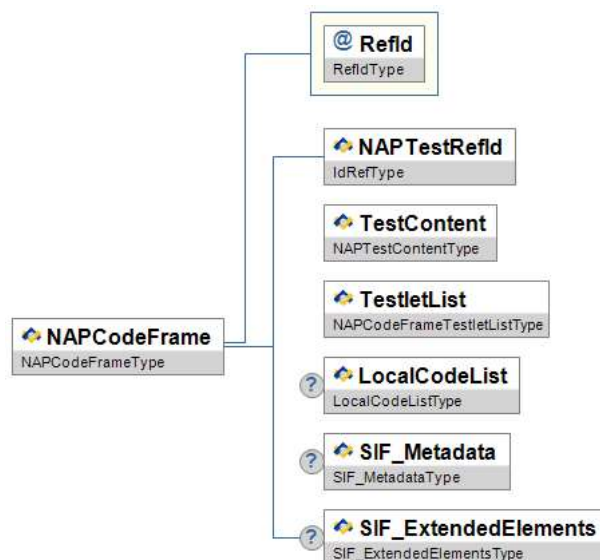 @ RefId
RefIdType
NAPTestRefId
IdRefType
TestContent
NAPTestContentType
TestletList
NAPCodeFrameTestletListType
NAPCodeFrame
NAPCodeFrameType
? LocalCodeList
LocalCodeListType
? SIF_Metadata
SIF_MetadataType
? SIF_ExtendedElements
SIF_ExtendedElementsType